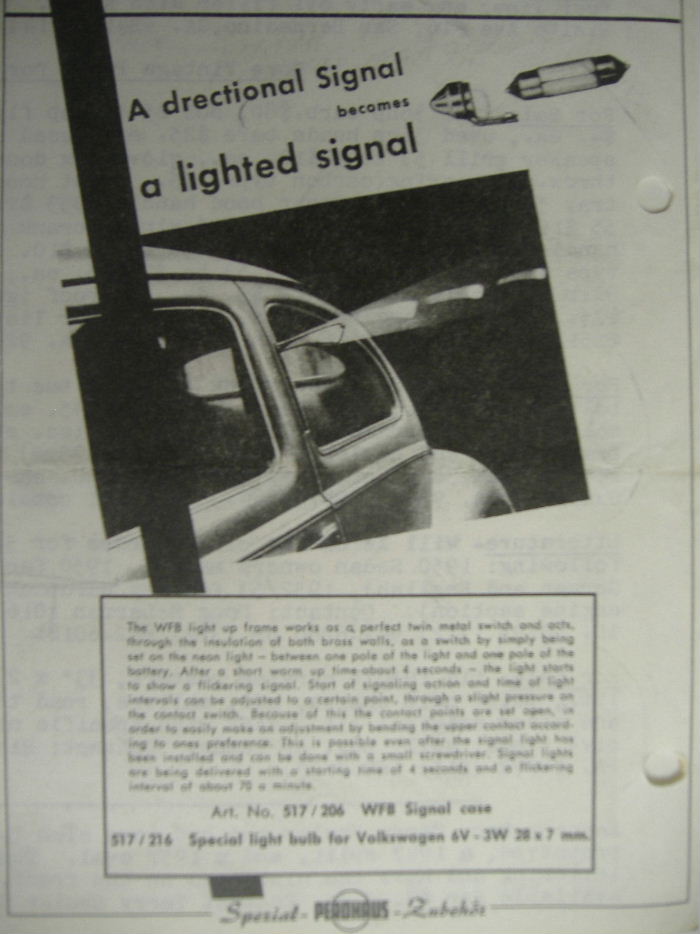 A drectional Signal
becomes
a lighted signal
The WFB light up frame works as a perfect twin metal switch and acts,
through the insulation of both brass walls, as a switch by simply being
set on the neon light – between one pole of the light and one pole of the
battery. After a short warm up time-about 4 seconds – the light starts
to show a flickering signal. Start of signaling action and time of light
intervals can be adjusted to a certain point, through a slight pressure on
the contact switch. Because of this the contact points are set open, in
order to easily make an adjustment by bending the upper contact accord-
ing to ones preference. This is possible even after the signal light has
been installed and can be done with a small screwdriver. Signal lights
are being delivered with a starting time of 4 seconds and a flickering
interval of about 70 a minute.
Art. No. 517/206 WFB Signal case
517/216 Special light bulb for Volkswagen 6V - 3W 28 x 7 mm.
Spezial - PEROHAUS - Zubehör